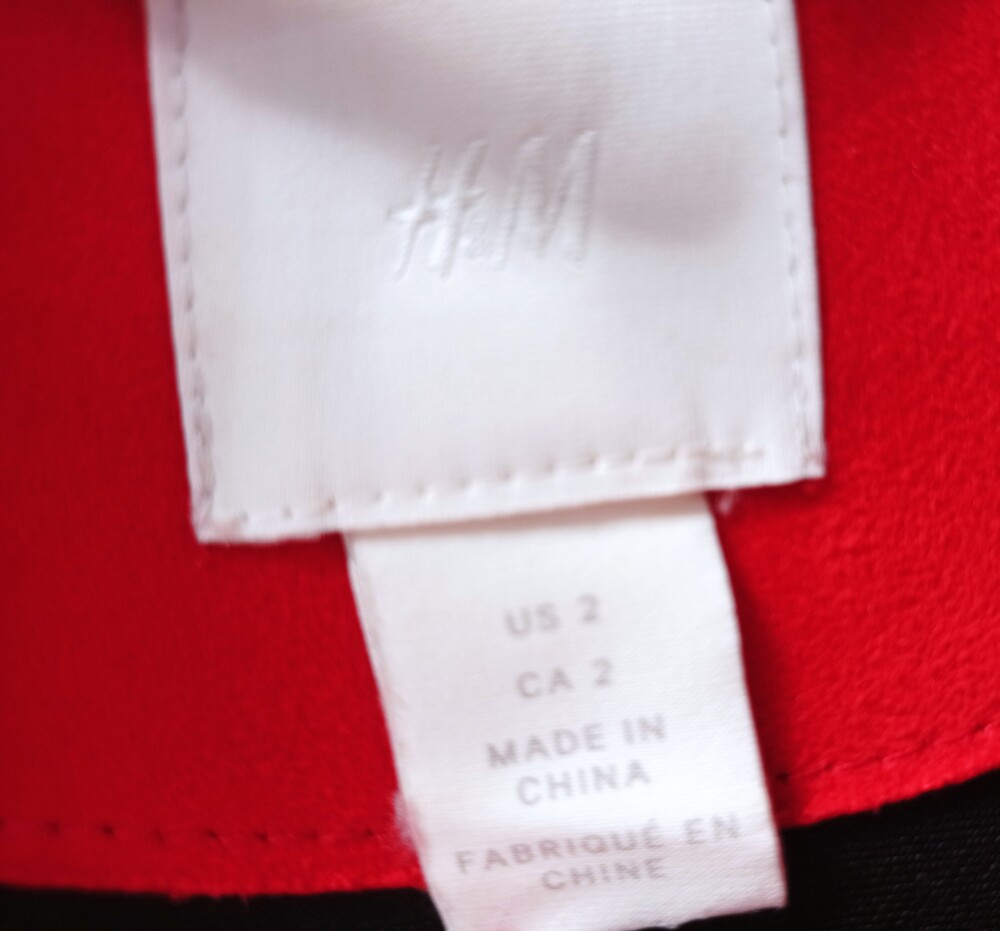 H&M
US 2
CA 2
MADE IN
CHINA
FABRIQUÉ EN
CHINE